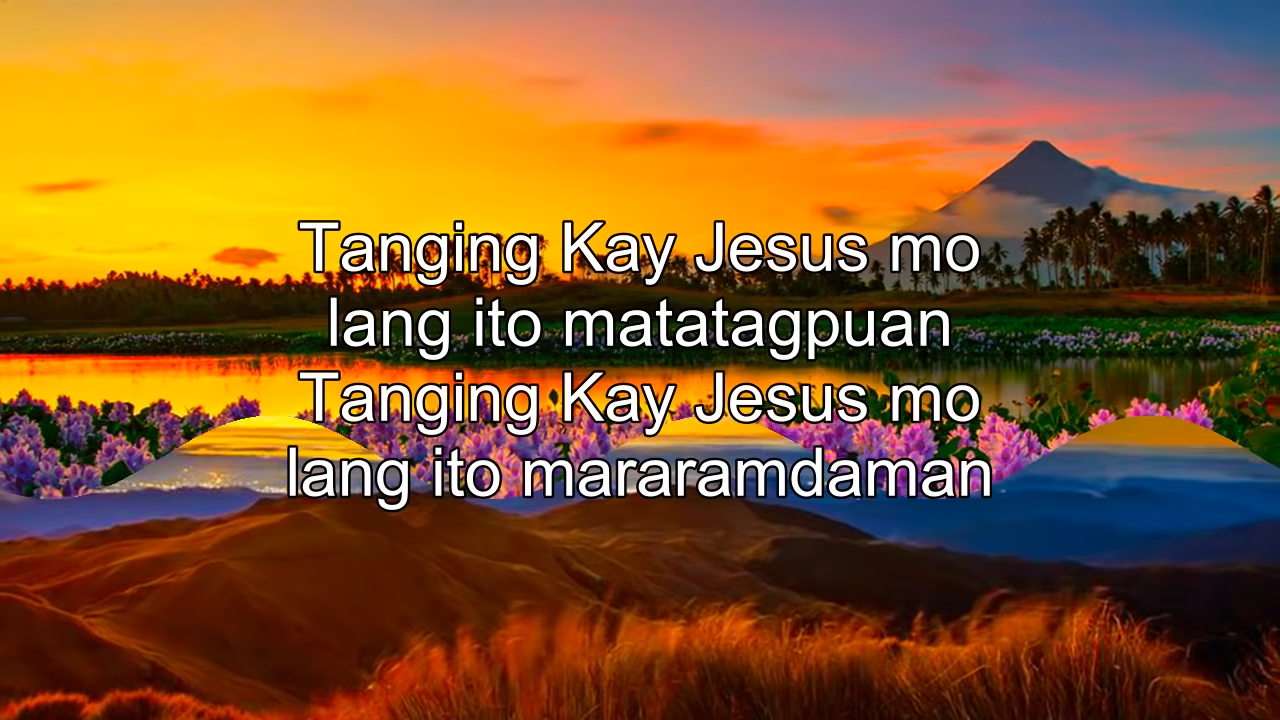 Tanging Kay Jesus mo
lang ito matatagpuan
Tanging Kay Jesus mo
lang ito mararamdaman